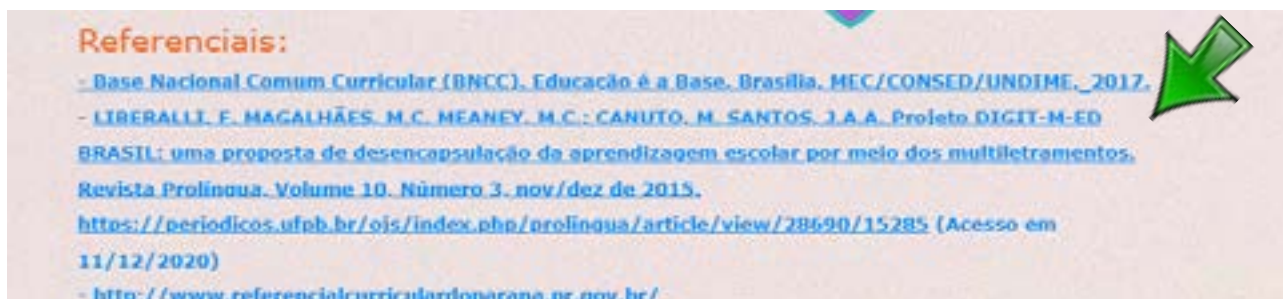 Referenciais:
- Base Nacional Comum Curricular (BNCC). Educação é a Base. Brasília. MEC/CONSED/UNDIME,_2017.
- LIBERALLI, F. MAGALHÃES. M.C. MEANEY. M.C.; CANUTO, M. SANTOS, J.A.A. Projeto DIGIT-M-ED
BRASIL: uma proposta de desencapsulação da aprendizagem escolar por meio dos multiletramentos.
Revista Prolíngua. Volume 10. Número 3. nov/dez de 2015.
https://periodicos.ufpb.br/ojs/index.php/prolingua/article/view/28690/15285 (Acesso em
11/12/2020)
- http://www.referencialcurriculardoparana.pr.gov.br/